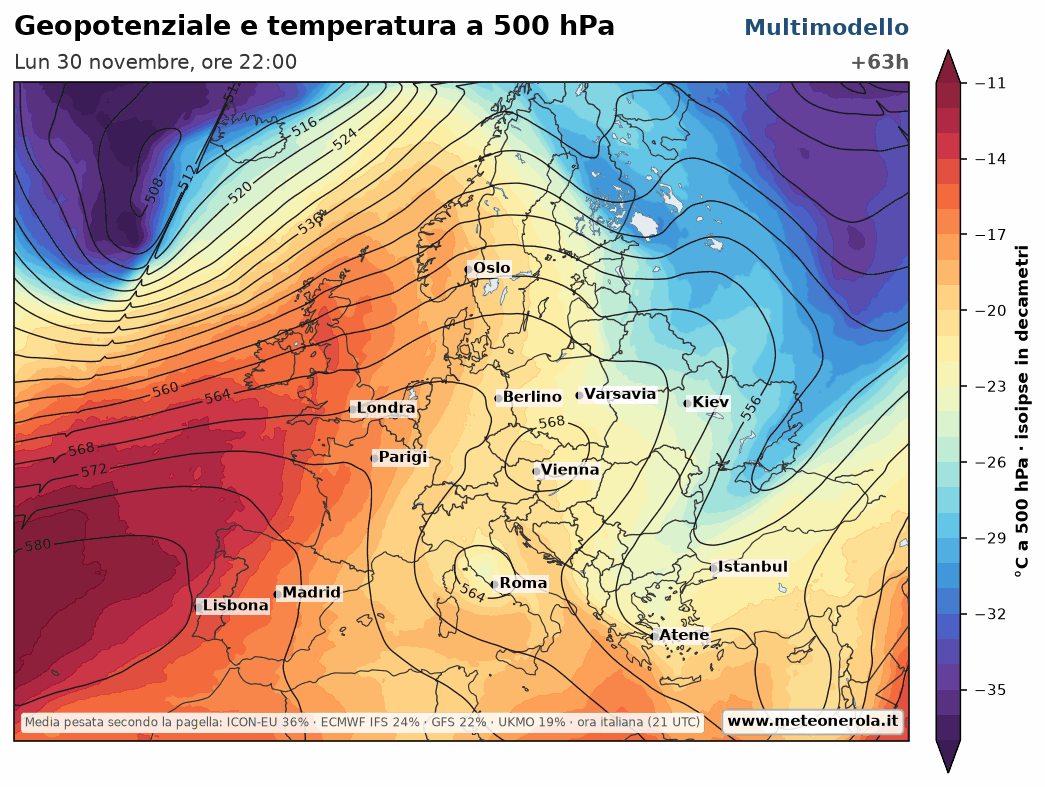 Geopotenziale e temperatura a 500 hPa
Multimodello
Lun 30 novembre, ore 22:00
+63h
512
516
524
508
512
520
536
Oslo
560
564
Londra
Berlino
Varsavia
Kiev
556
568
568
572
Parigi
Vienna
580
Istanbul
Roma
564
Madrid
Lisbona
Atene
Media pesata secondo la pagella: ICON-EU 36% · ECMWF IFS 24% · GFS 22% · UKMO 19% · ora italiana (21 UTC)
www.meteonerola.it
−11
−14
−17
−20
−23
−26
−29
−32
−35
°C a 500 hPa · isoipse in decametri